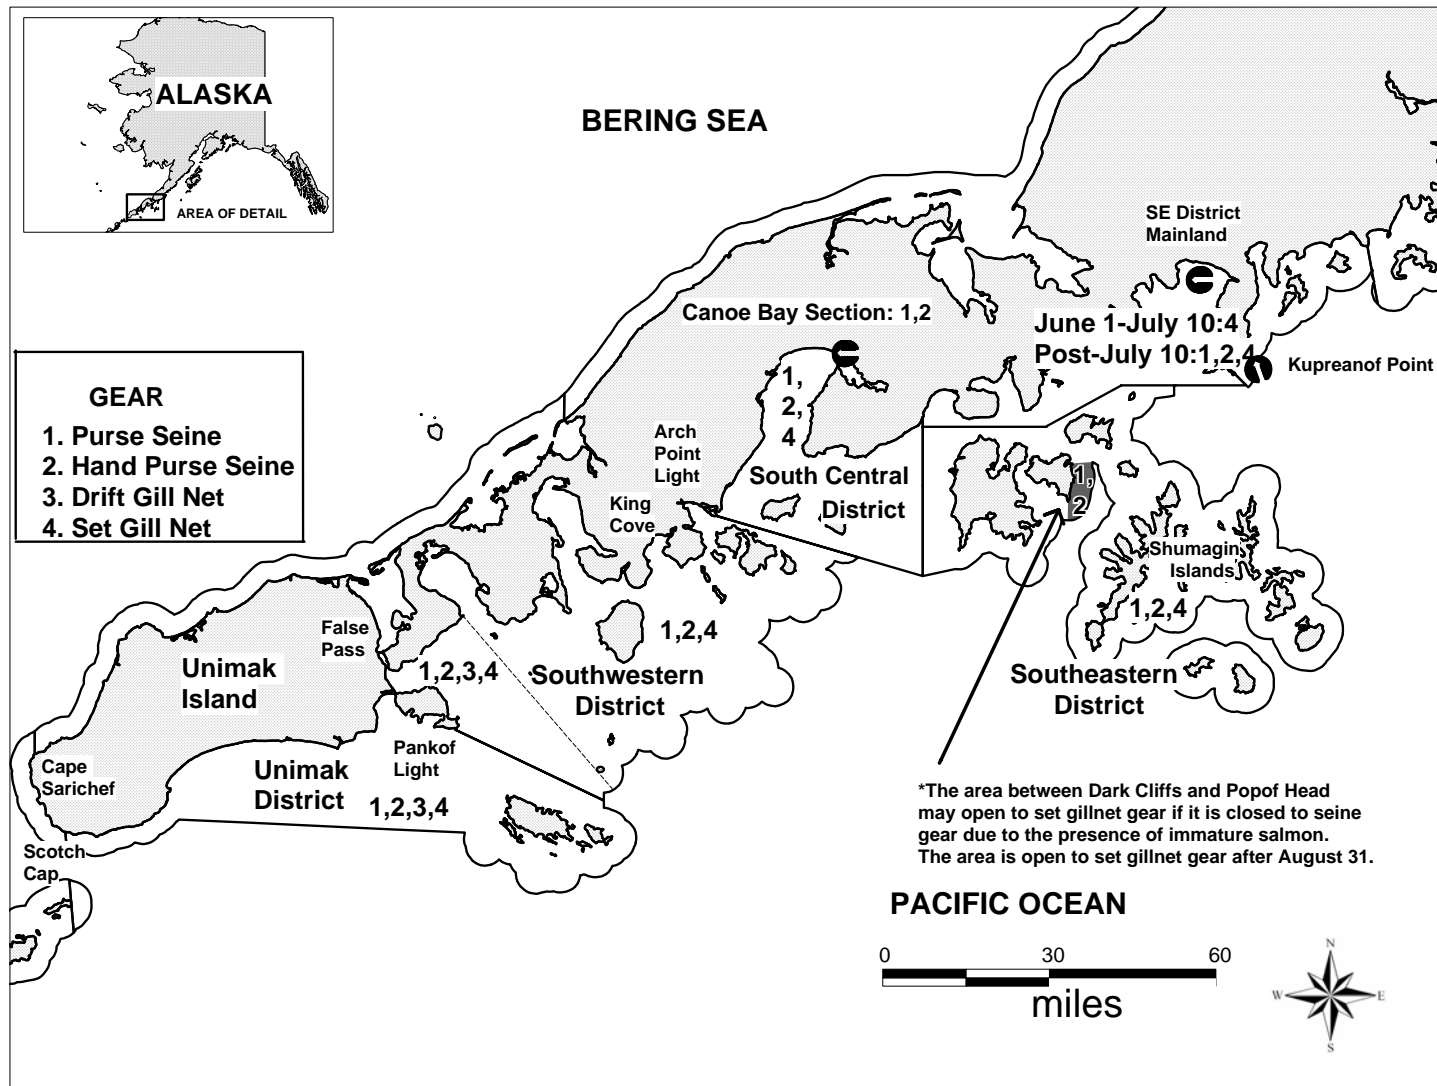 ALASKA
AREA OF DETAIL
BERING SEA
SE District
Mainland
Canoe Bay Section: 1,2
June 1-July 10:4
Post-July 10:1,2,4
Kupreanof Point
GEAR
1. Purse Seine
2. Hand Purse Seine
3. Drift Gill Net
4. Set Gill Net
1,
2,
4
Arch
Point
Light
South Central
District
King
Cove
1,
2
Shumagin
Islands
1,2,4
False
Pass
1,2,4
Unimak
Island
1,2,3,4
Southwestern
District
Southeastern
District
Cape
Sarichef
Unimak
District
Pankof
Light
1,2,3,4
Scotch
Cap
*The area between Dark Cliffs and Popof Head
may open to set gillnet gear if it is closed to seine
gear due to the presence of immature salmon.
The area is open to set gillnet gear after August 31.
PACIFIC OCEAN
0 30 60
miles
N
W E
S